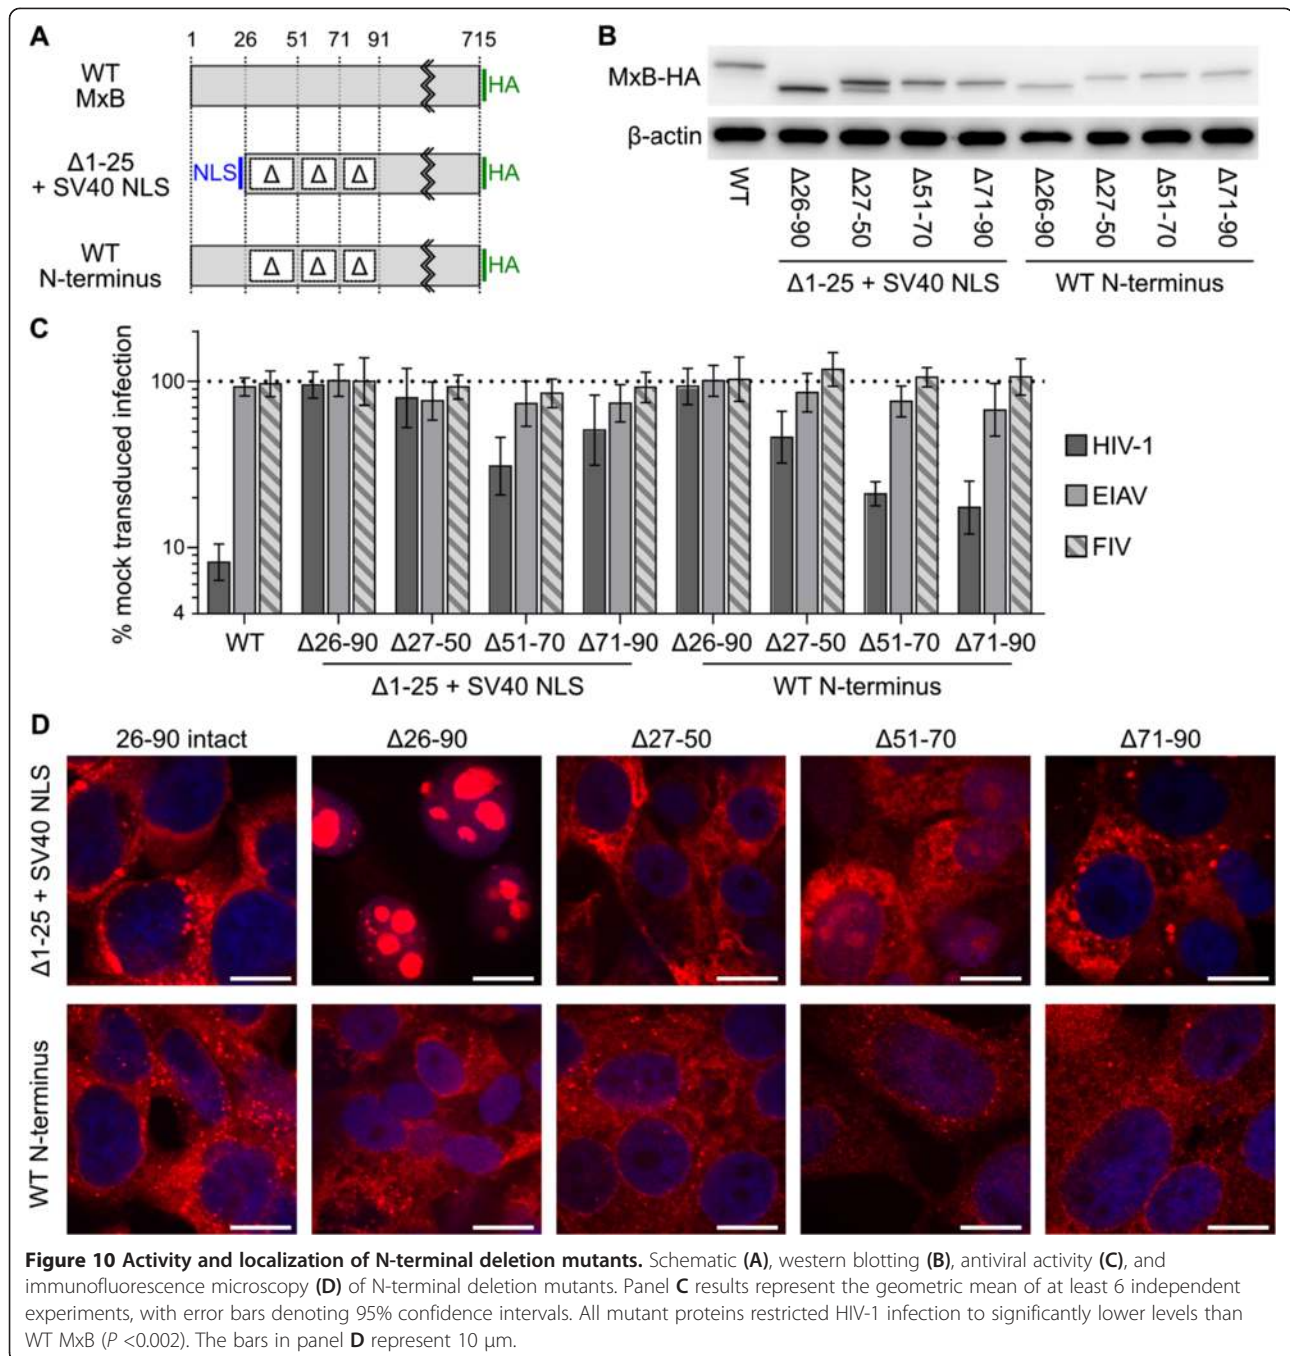 A
1 26 51 71 91 715
WT
MxB
HA
Δ1-25
+ SV40 NLS
NLS
Δ Δ Δ
HA
WT
N-terminus
Δ Δ Δ
HA
B
MxB-HA
β-actin
WT Δ26-90 Δ27-50 Δ51-70 Δ71-90 Δ26-90 Δ27-50 Δ51-70 Δ71-90
Δ1-25 + SV40 NLS WT N-terminus
C
% mock transduced infection
100
10
4
HIV-1
EIAV
FIV
WT Δ26-90 Δ27-50 Δ51-70 Δ71-90 Δ26-90 Δ27-50 Δ51-70 Δ71-90
Δ1-25 + SV40 NLS WT N-terminus
D
26-90 intact Δ26-90 Δ27-50 Δ51-70 Δ71-90
Δ1-25 + SV40 NLS
WT N-terminus
Figure 10 Activity and localization of N-terminal deletion mutants. Schematic (A), western blotting (B), antiviral activity (C), and
immunofluorescence microscopy (D) of N-terminal deletion mutants. Panel C results represent the geometric mean of at least 6 independent
experiments, with error bars denoting 95% confidence intervals. All mutant proteins restricted HIV-1 infection to significantly lower levels than
WT MxB (P <0.002). The bars in panel D represent 10 μm.